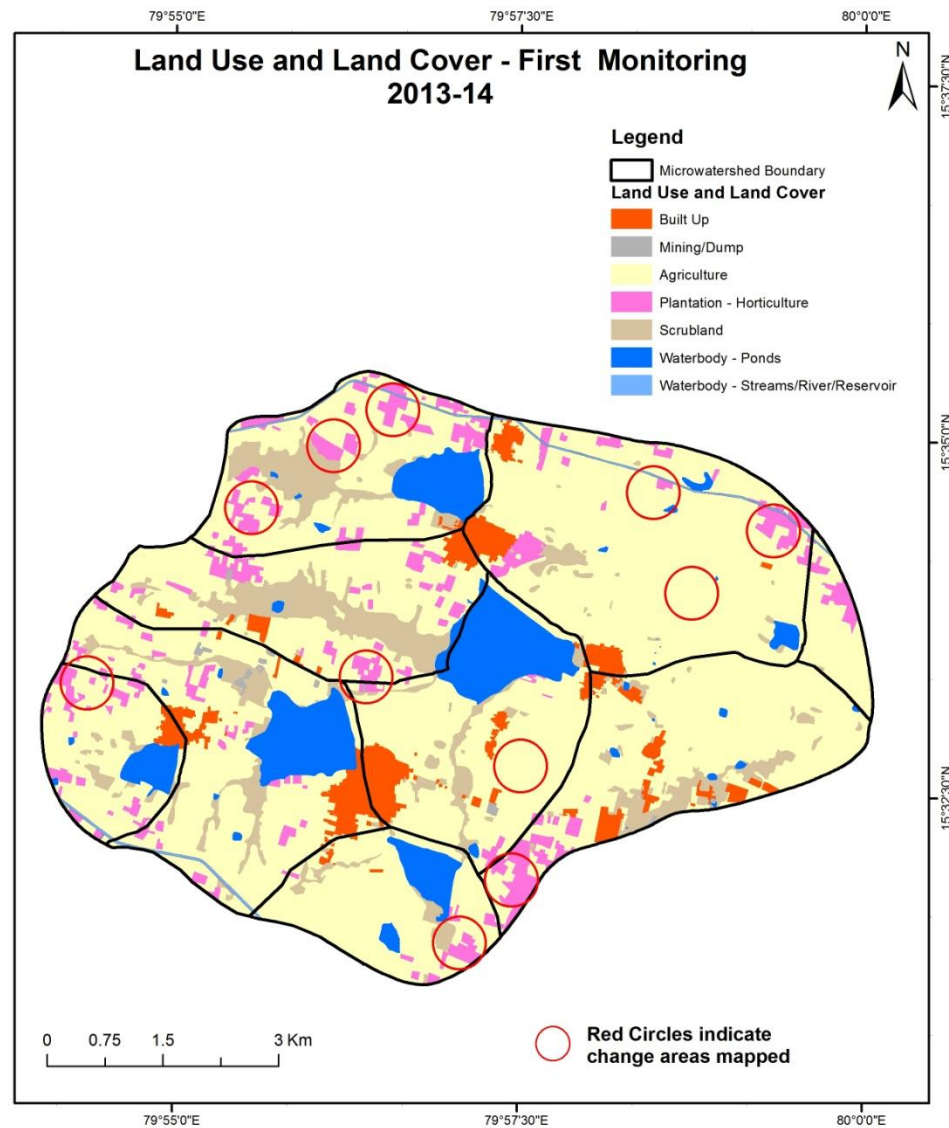 79°55'0"E 79°57'30"E 80°0'0"E
Land Use and Land Cover - First Monitoring
2013-14
N
15°37'30"N
Legend
Microwatershed Boundary
Land Use and Land Cover
Built Up
Mining/Dump
Agriculture
Plantation - Horticulture
Scrubland
Waterbody - Ponds
Waterbody - Streams/River/Reservoir
15°35'0"N
15°32'30"N
0 0.75 1.5 3 Km
Red Circles indicate
change areas mapped
79°55'0"E 79°57'30"E 80°0'0"E